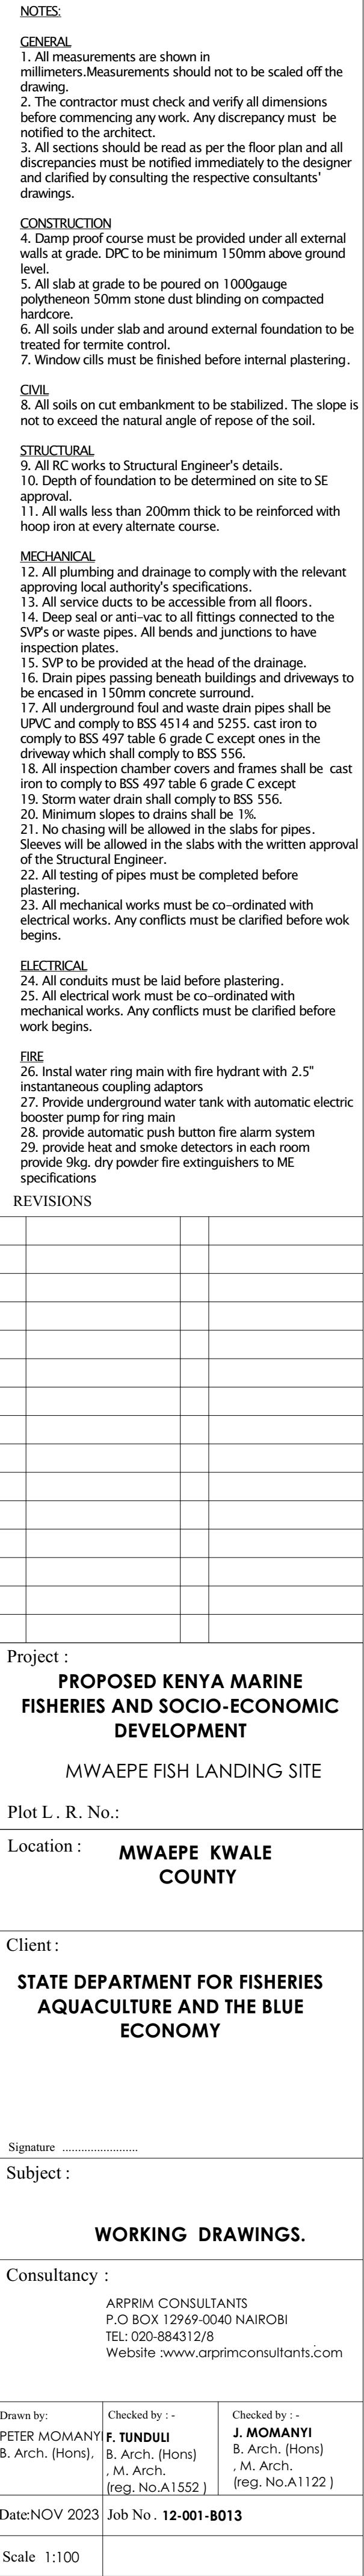 NOTES:
GENERAL
1. All measurements are shown in
millimeters.Measurements should not to be scaled off the
drawing.
2. The contractor must check and verify all dimensions
before commencing any work. Any discrepancy must  be
notified to the architect.
3. All sections should be read as per the floor plan and all
discrepancies must be notified immediately to the designer
and clarified by consulting the respective consultants'
drawings.
CONSTRUCTION
4. Damp proof course must be provided under all external
walls at grade. DPC to be minimum 150mm above ground
level.
5. All slab at grade to be poured on 1000gauge
polytheneon 50mm stone dust blinding on compacted
hardcore.
6. All soils under slab and around external foundation to be
treated for termite control.
7. Window cills must be finished before internal plastering.
CIVIL
8. All soils on cut embankment to be stabilized. The slope is
not to exceed the natural angle of repose of the soil.
STRUCTURAL
9. All RC works to Structural Engineer's details.
10. Depth of foundation to be determined on site to SE
approval.
11. All walls less than 200mm thick to be reinforced with
hoop iron at every alternate course.
MECHANICAL
12. All plumbing and drainage to comply with the relevant
approving local authority's specifications.
13. All service ducts to be accessible from all floors.
14. Deep seal or anti-vac to all fittings connected to the
SVP's or waste pipes. All bends and junctions to have
inspection plates.
15. SVP to be provided at the head of the drainage.
16. Drain pipes passing beneath buildings and driveways to
be encased in 150mm concrete surround.
17. All underground foul and waste drain pipes shall be
UPVC and comply to BSS 4514 and 5255. cast iron to
comply to BSS 497 table 6 grade C except ones in the
driveway which shall comply to BSS 556.
18. All inspection chamber covers and frames shall be  cast
iron to comply to BSS 497 table 6 grade C except
19. Storm water drain shall comply to BSS 556.
20. Minimum slopes to drains shall be 1%.
21. No chasing will be allowed in the slabs for pipes.
Sleeves will be allowed in the slabs with the written approval
of the Structural Engineer.
22. All testing of pipes must be completed before
plastering.
23. All mechanical works must be co-ordinated with
electrical works. Any conflicts must be clarified before wok
begins.
ELECTRICAL
24. All conduits must be laid before plastering.
25. All electrical work must be co-ordinated with
mechanical works. Any conflicts must be clarified before
work begins.
FIRE
26. Instal water ring main with fire hydrant with 2.5"
instantaneous coupling adaptors
27. Provide underground water tank with automatic electric
booster pump for ring main
28. provide automatic push button fire alarm system
29. provide heat and smoke detectors in each room
provide 9kg. dry powder fire extinguishers to ME
specifications
REVISIONS
Project :
PROPOSED KENYA MARINE
FISHERIES AND SOCIO-ECONOMIC
DEVELOPMENT
MWAEPE FISH LANDING SITE
Plot L . R. No.:
Location : MWAEPE  KWALE
COUNTY
Client :
STATE DEPARTMENT FOR FISHERIES
AQUACULTURE AND THE BLUE
ECONOMY
Signature ........................
Subject :
WORKING  DRAWINGS.
Consultancy :
ARPRIM CONSULTANTS
P.O BOX 12969-0040 NAIROBI
TEL: 020-884312/8
Website :www.arprimconsultants.com
Drawn by:
PETER MOMANYI
B. Arch. (Hons),
Checked by : -
F. TUNDULI
B. Arch. (Hons)
, M. Arch.
(reg. No.A1552 )
Checked by : -
J. MOMANYI
B. Arch. (Hons)
, M. Arch.
(reg. No.A1122 )
Date:NOV 2023 Job No . 12-001-B013
Scale 1:100